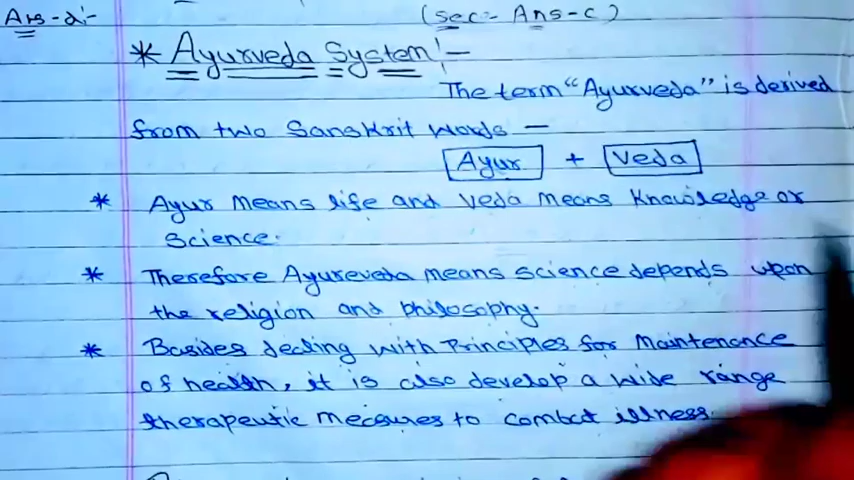 Ans-2:-
(sec:- Ans-C)
* Ayurveda System:-
The term "Ayurveda" is derived
from two Sanskrit words -
Ayur + Veda
* Ayur means life and veda means knowledge or
science.
* Therefore Ayureveda means science depends upon
the religion and philosophy.
* Basides dealing with Principles for Maintenance
of health, it is also develop a wide range
therapeutic measures to combat illness.